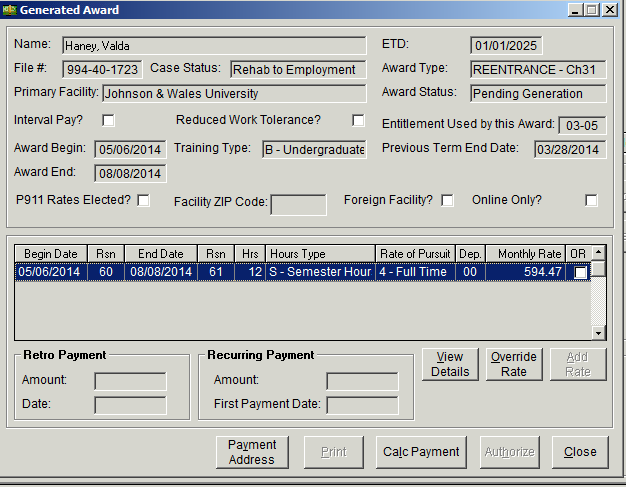 Generated Award
Name: Haney, Valda ETD: 01/01/2025
File #: 994-40-1723 Case Status: Rehab to Employment Award Type: REENTRANCE - Ch31
Primary Facility: Johnson & Wales University Award Status: Pending Generation
Interval Pay? Reduced Work Tolerance? Entitlement Used by this Award: 03-05
Award Begin: 05/06/2014 Training Type: B - Undergraduate Previous Term End Date: 03/28/2014
Award End: 08/08/2014
P911 Rates Elected? Facility ZIP Code: Foreign Facility? Online Only?
Begin Date Rsn End Date Rsn Hrs Hours Type Rate of Pursuit Dep. Monthly Rate OR
05/06/2014 60 08/08/2014 61 12 S - Semester Hour 4 - Full Time 00 594.47
Retro Payment Recurring Payment View Details Override Rate Add Rate
Amount: Amount:
Date: First Payment Date:
Payment Address Print Calc Payment Authorize Close